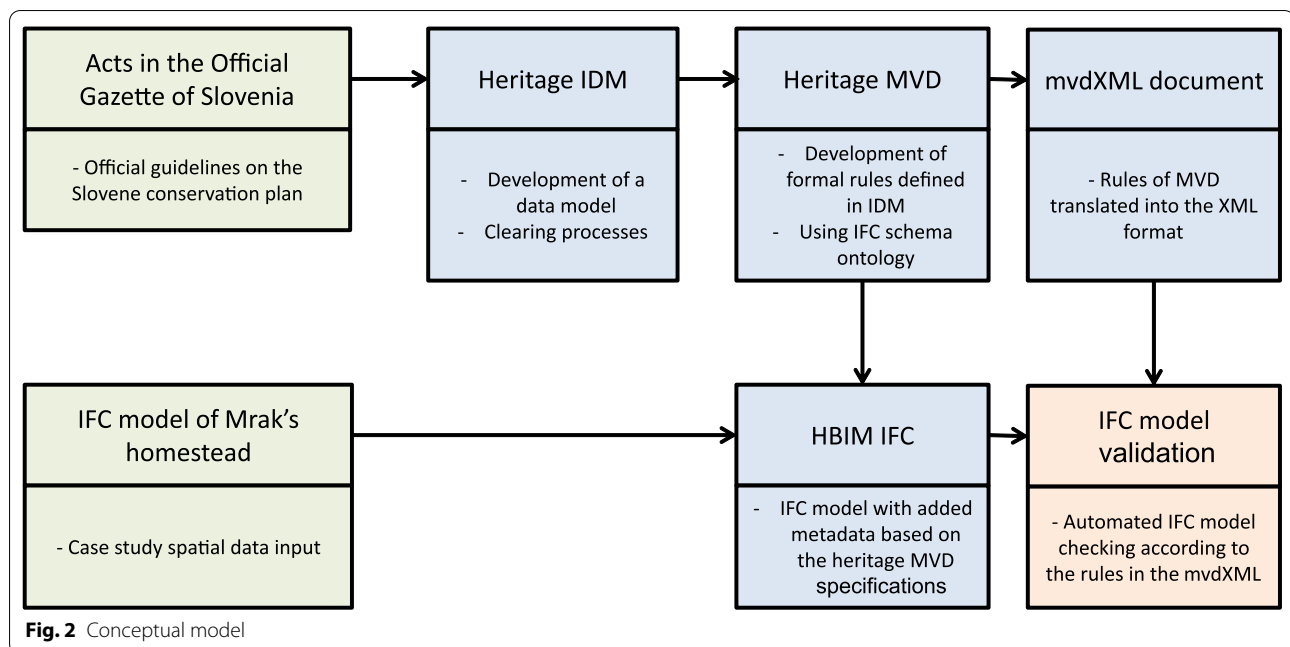 Acts in the Official
Gazette of Slovenia
- Official guidelines on the
Slovene conservation plan
Heritage IDM
- Development of a
data model
- Clearing processes
Heritage MVD
- Development of
formal rules defined
in IDM
- Using IFC schema
ontology
mvdXML document
- Rules of MVD
translated into the XML
format
IFC model of Mrak's
homestead
- Case study spatial data input
HBIM IFC
- IFC model with added
metadata based on
the heritage MVD
specifications
IFC model
validation
- Automated IFC model
checking according to
the rules in the mvdXML
Fig. 2 Conceptual model